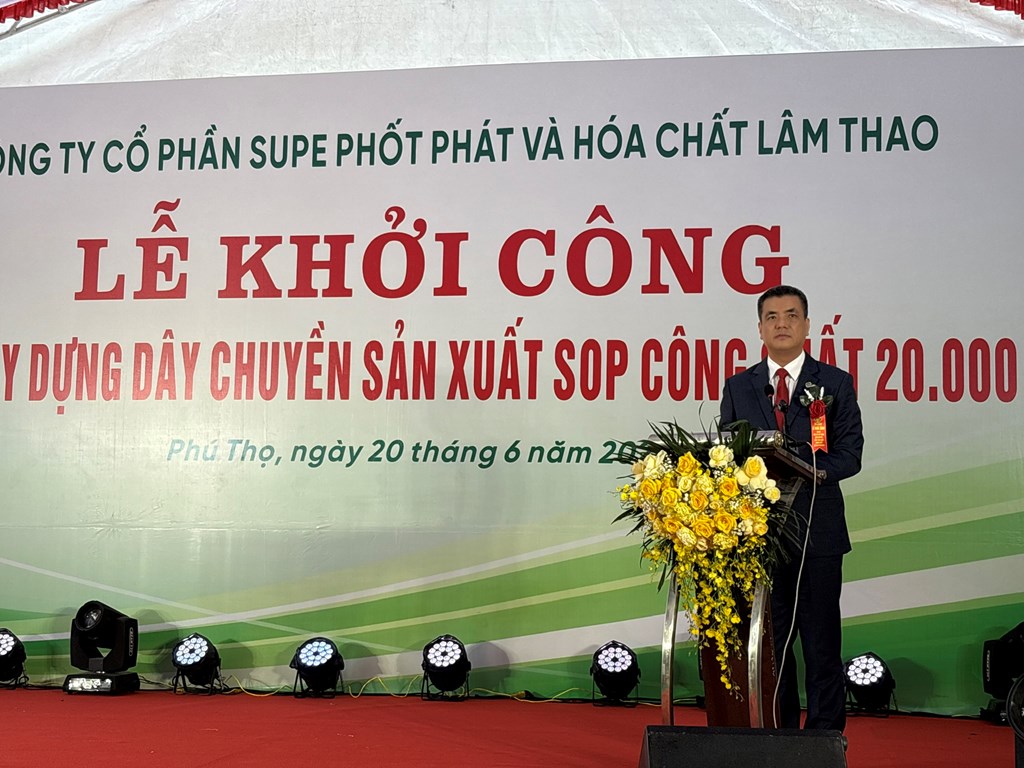 CÔNG TY CỔ PHẦN SUPE PHỐT PHÁT VÀ HÓA CHẤT LÂM THAO
LỄ KHỞI CÔNG
DỰNG DÂY CHUYỀN SẢN XUẤT SOP CÔNG 20.000
Phú Thọ, ngày 20 tháng 6 năm